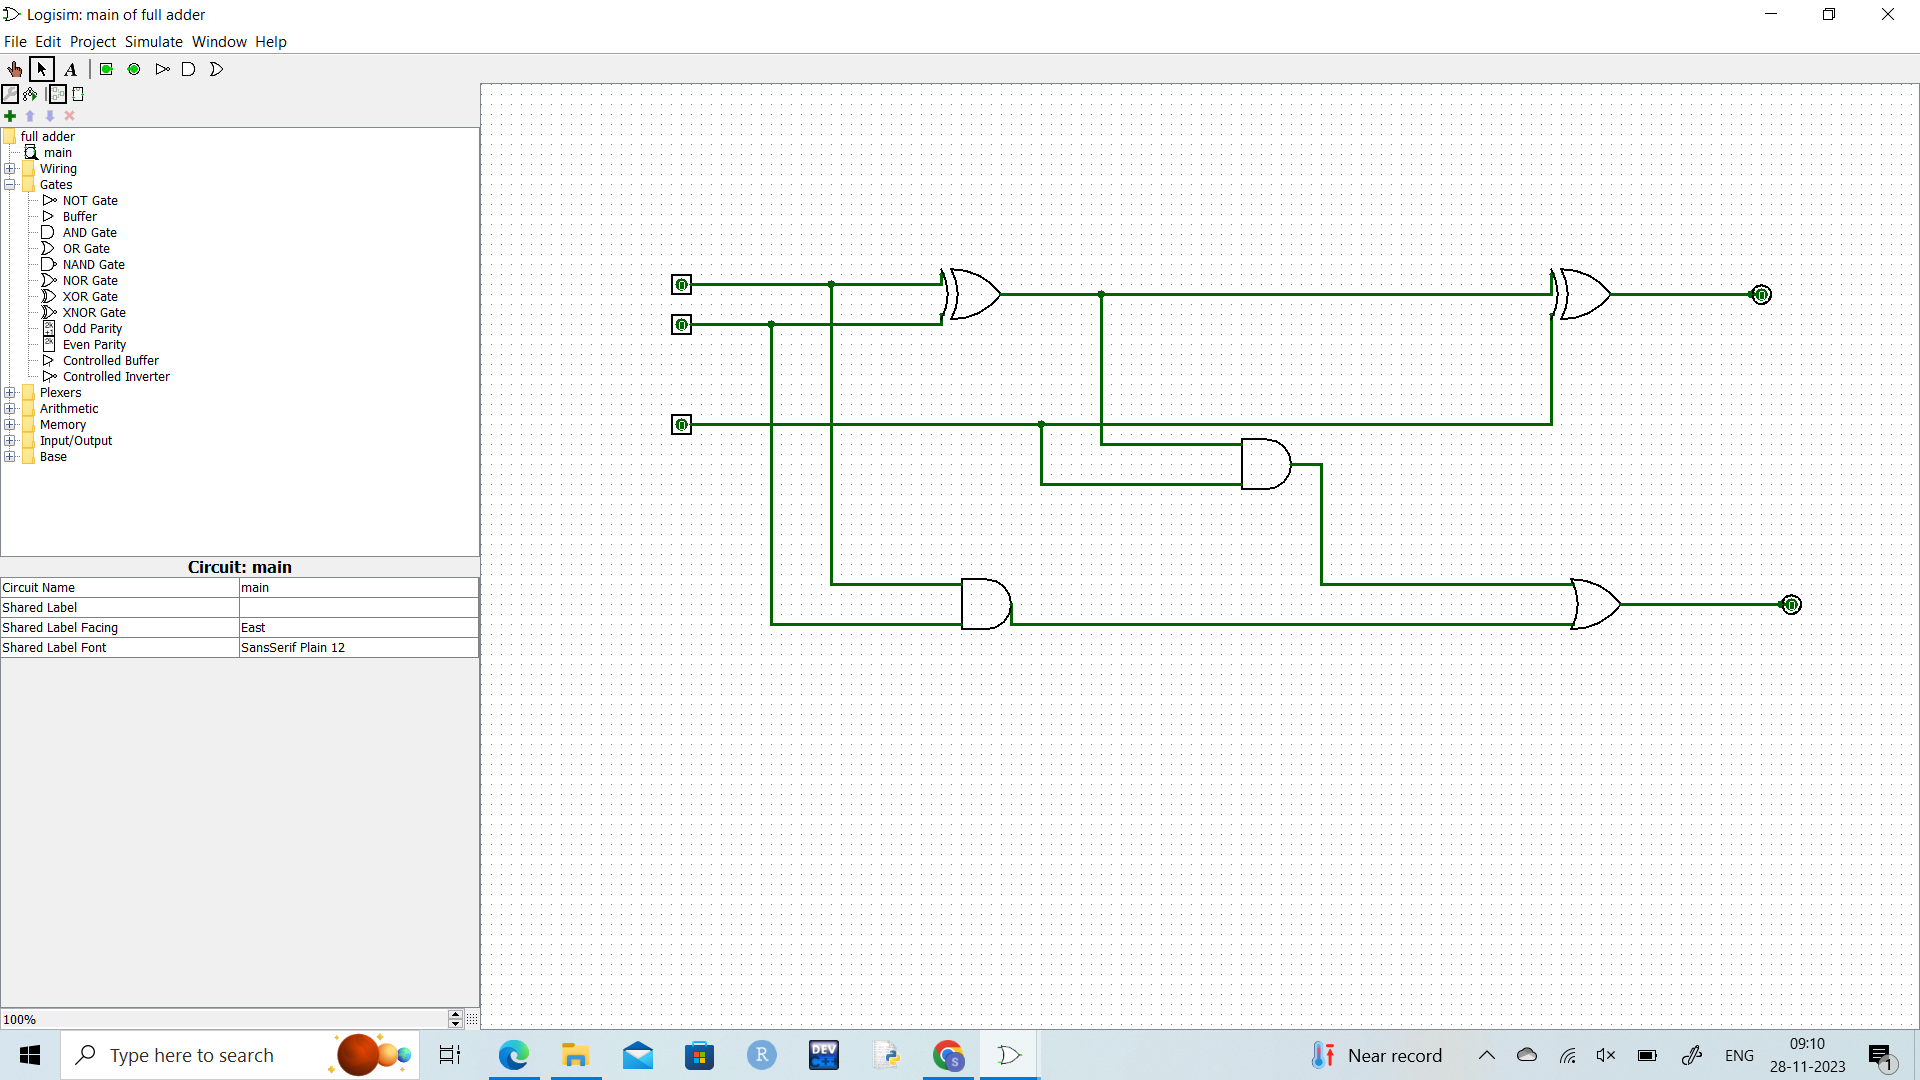 Logisim: main of full adder
File Edit Project Simulate Window Help
A
full adder
main
Wiring
Gates
NOT Gate
Buffer
AND Gate
OR Gate
NAND Gate
NOR Gate
XOR Gate
XNOR Gate
Odd Parity
Even Parity
Controlled Buffer
Controlled Inverter
Plexers
Arithmetic
Memory
Input/Output
Base
Circuit: main
Circuit Name main
Shared Label
Shared Label Facing East
Shared Label Font SansSerif Plain 12
100%
0
0
0
0
0
Type here to search
R
DEV
C++
S
Near record
ENG
09:10
28-11-2023
1